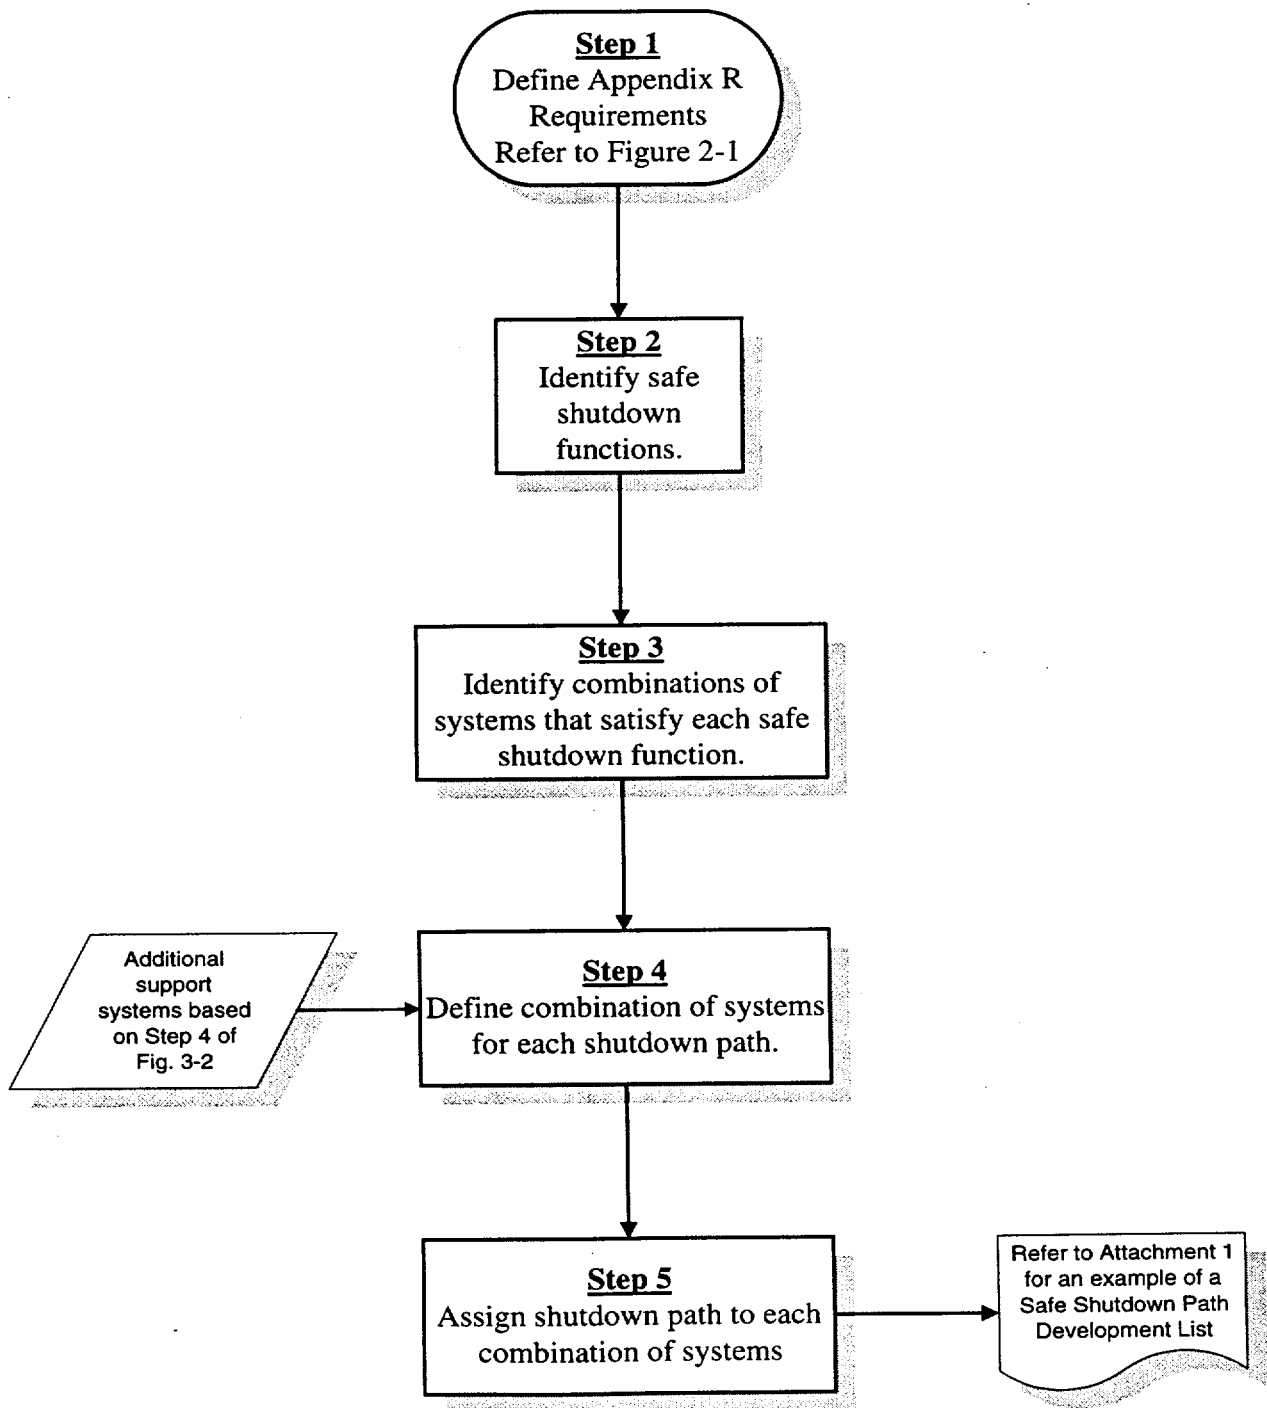 Step 1
Define Appendix R
Requirements
Refer to Figure 2-1
Step 2
Identify safe
shutdown
functions.
Step 3
Identify combinations of
systems that satisfy each safe
shutdown function.
Additional
support
systems based
on Step 4 of
Fig. 3-2
Step 4
Define combination of systems
for each shutdown path.
Step 5
Assign shutdown path to each
combination of systems
Refer to Attachment 1
for an example of a
Safe Shutdown Path
Development List